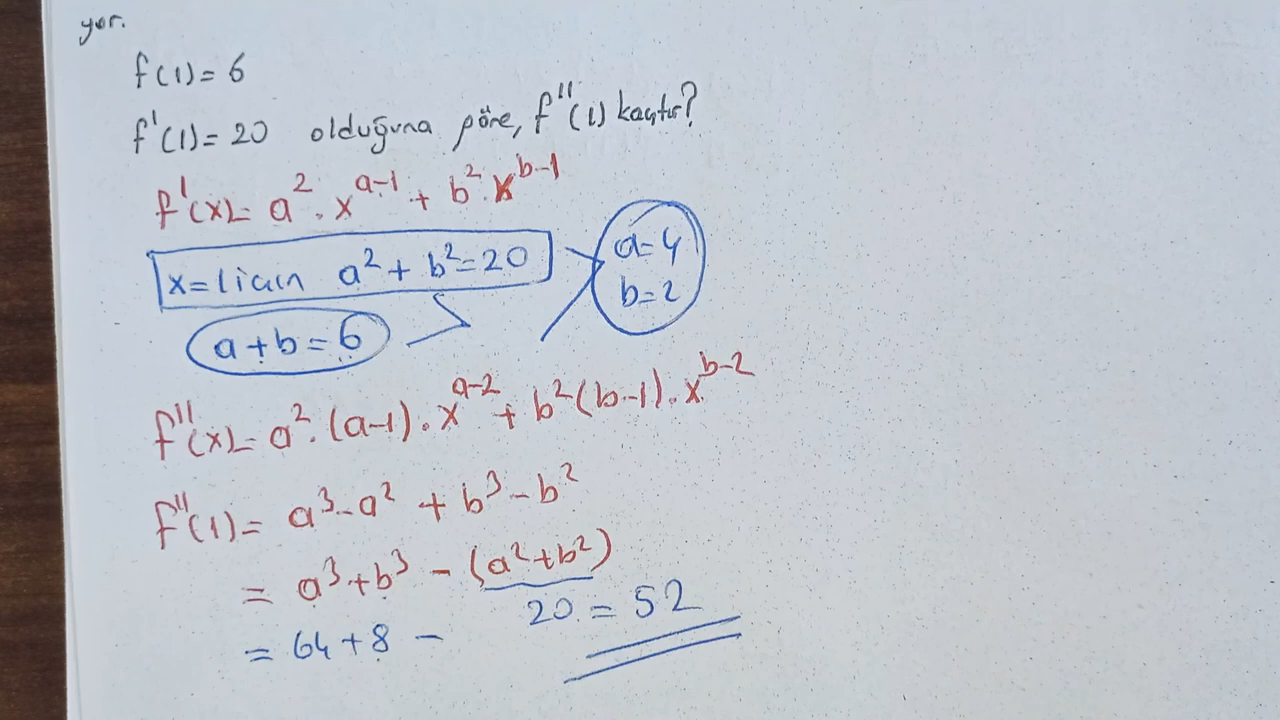 yor.
f(1) = 6
f'(1) = 20 olduğuna göre, f''(1) kaçtır?
f'(x) = a² . x^(a-1) + b² . x^(b-1)
x=1 için a² + b² = 20
a=4
b=2
a + b = 6
f''(x) = a² . (a-1) . x^(a-2) + b² (b-1) . x^(b-2)
f''(1) = a³ - a² + b³ - b²
= a³ + b³ - (a² + b²)
= 64 + 8 - 20 = 52